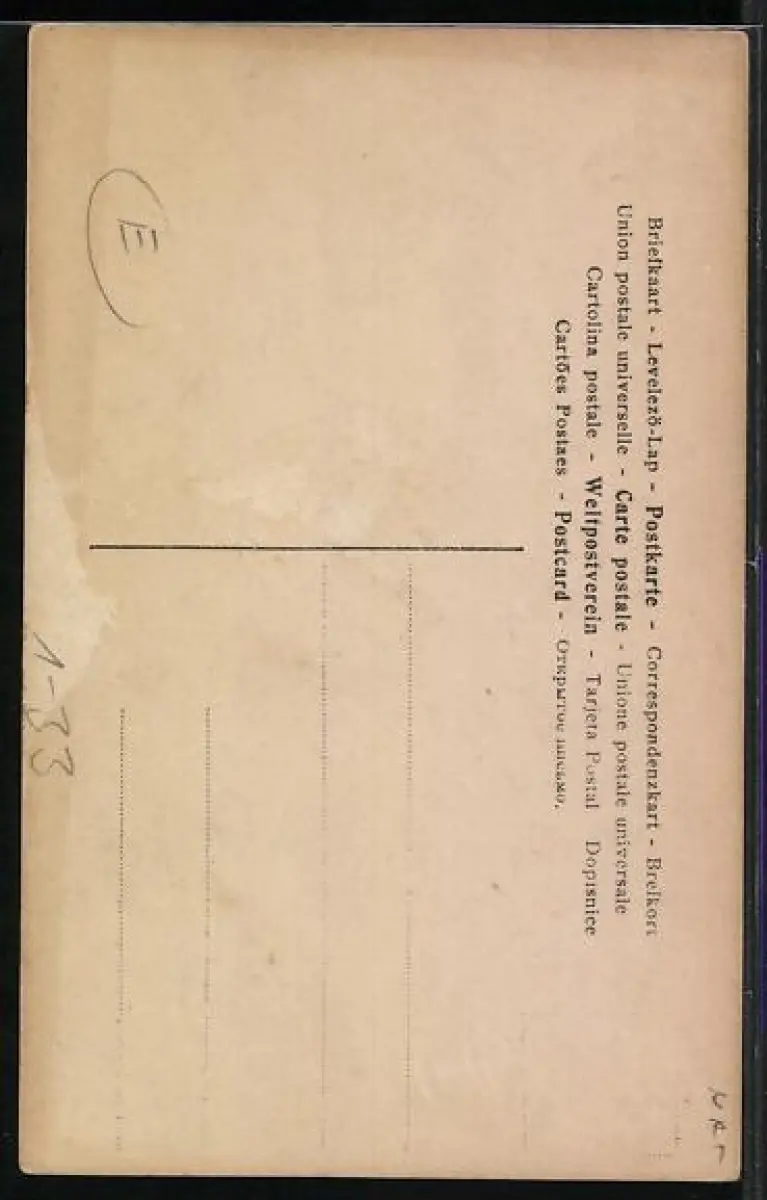 Briefkaart - Levelező-Lap - Postkarte - Correspondenzkart - Brefkort
Union postale universelle - Carte postale - Unione postale universale
Cartolina postale - Weltpostverein - Tarjeta Postal Dopisnice
Cartões Postaes - Postcard - Открытое письмо.
E
1-33